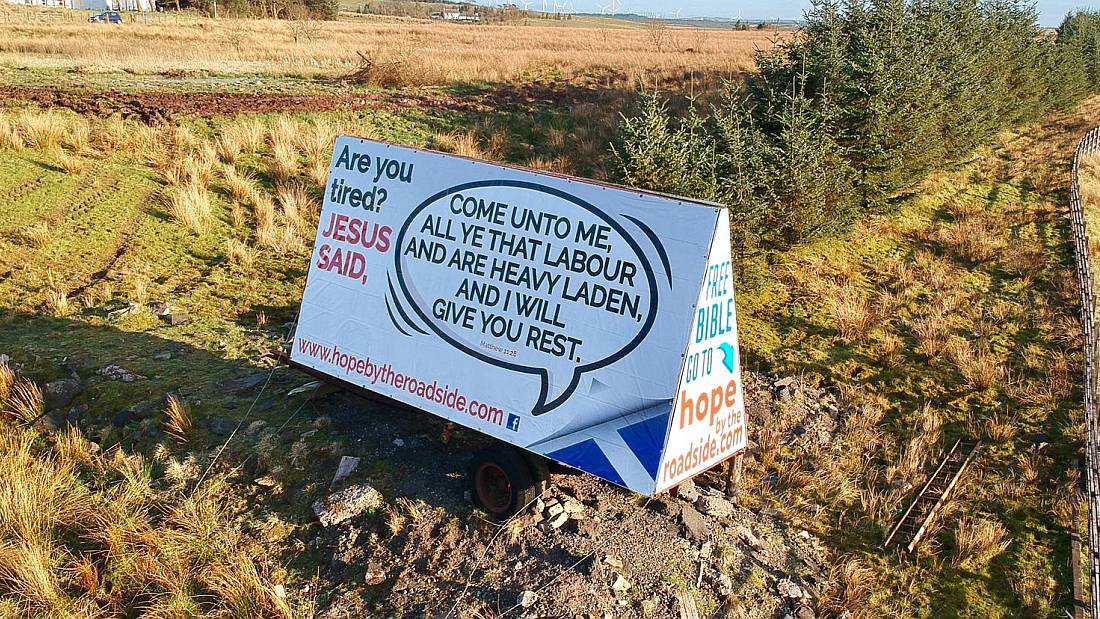 Are you
tired?
JESUS
SAID,
COME UNTO ME,
ALL YE THAT LABOUR
AND ARE HEAVY LADEN,
AND I WILL
GIVE YOU REST.
Matthew 11:28
www.hopebytheroadside.com f
FREE
BIBLE
GO TO
hope
by the
roadside.com